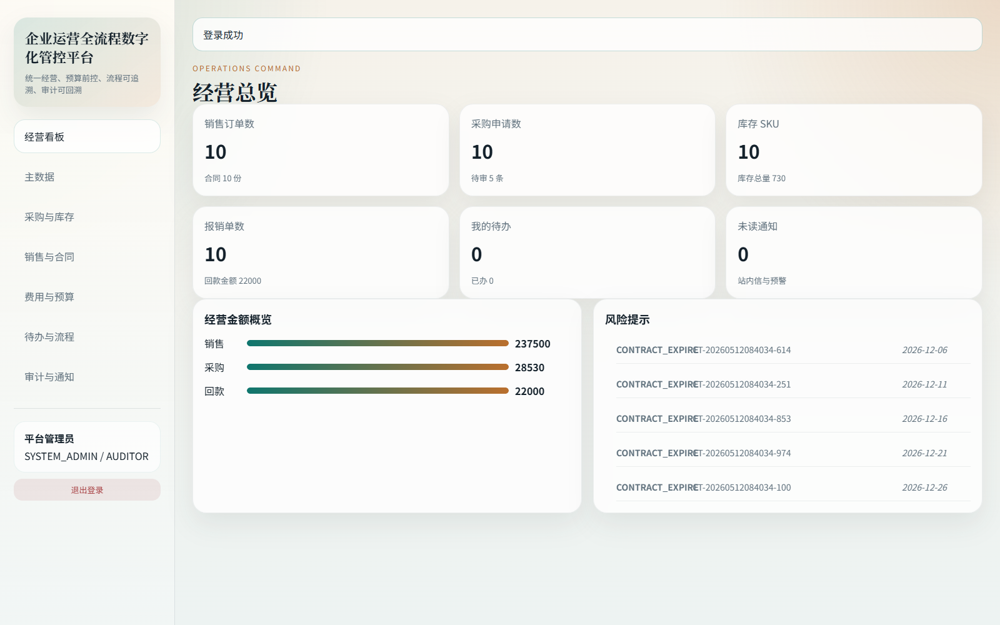 企业运营全流程数字
化管控平台
统一经营、预算前控、流程可追
溯、审计可回溯
经营看板
主数据
采购与库存
销售与合同
费用与预算
待办与流程
审计与通知
平台管理员
SYSTEM_ADMIN / AUDITOR
退出登录
登录成功
OPERATIONS COMMAND
经营总览
销售订单数
10
合同 10 份
采购申请数
10
待审 5 条
库存 SKU
10
库存总量 730
报销单数
10
回款金额 22000
我的待办
0
已办 0
未读通知
0
站内信与预警
经营金额概览
销售 237500
采购 28530
回款 22000
风险提示
CONTRACT_EXPIRE CT-20260512084034-614 2026-12-06
CONTRACT_EXPIRE CT-20260512084034-251 2026-12-11
CONTRACT_EXPIRE CT-20260512084034-853 2026-12-16
CONTRACT_EXPIRE CT-20260512084034-974 2026-12-21
CONTRACT_EXPIRE CT-20260512084034-100 2026-12-26